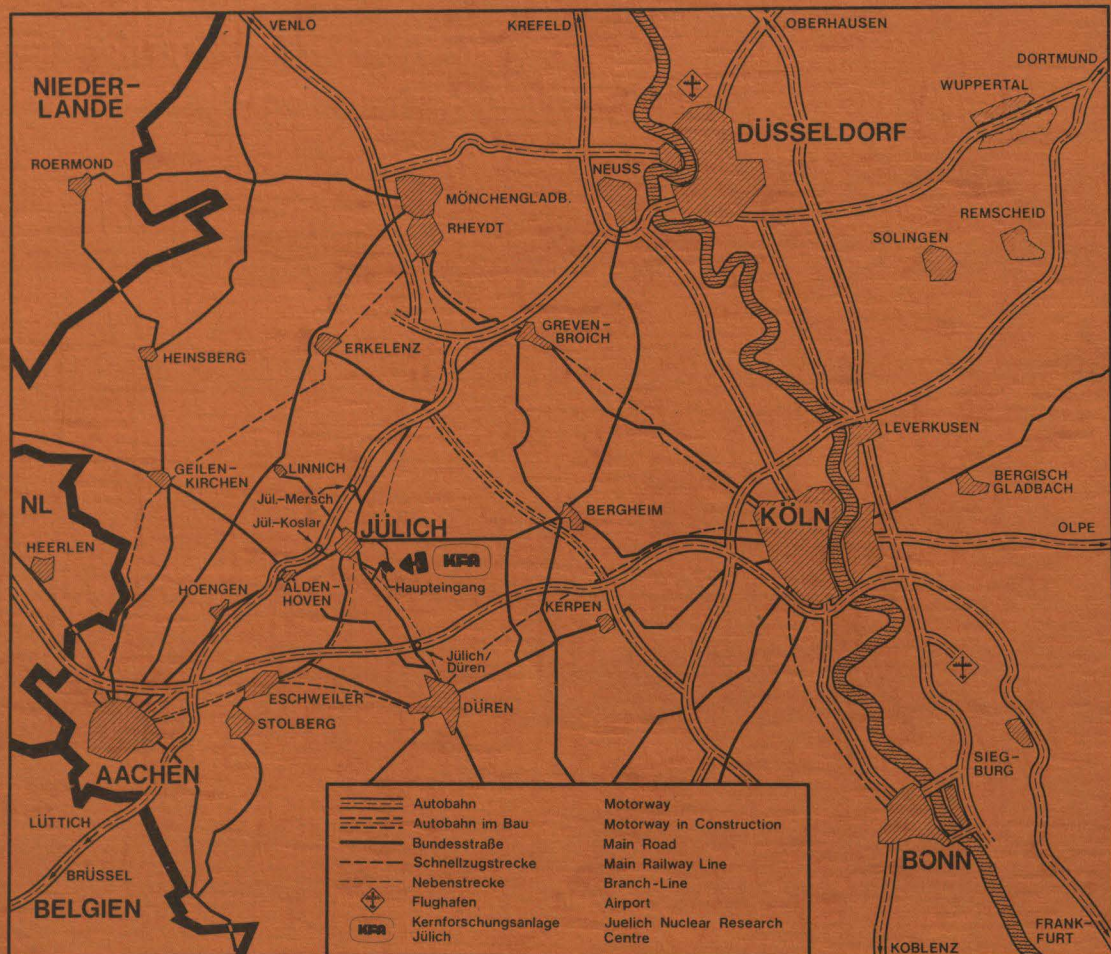 VENLO
KREFELD
OBERHAUSEN
DORTMUND
NIEDER-
LANDE
WUPPERTAL
DÜSSELDORF
ROERMOND
NEUSS
MÖNCHENGLADB.
RHEYDT
REMSCHEID
SOLINGEN
GREVEN-
BROICH
ERKELENZ
HEINSBERG
LEVERKUSEN
GEILEN-
KIRCHEN
LINNICH
BERGISCH
GLADBACH
NL
Jül.-Mersch
BERGHEIM
KÖLN
Jül.-Koslar
JÜLICH
OLPE
HEERLEN
KFA
HOENGEN
ALDEN-
HOVEN
Haupteingang
KERPEN
Jülich/
Düren
ESCHWEILER
DÜREN
STOLBERG
AACHEN
SIEG-
BURG
LÜTTICH
BRÜSSEL
BELGIEN
BONN
FRANK-
FURT
KOBLENZ
Autobahn Motorway
Autobahn im Bau Motorway in Construction
Bundesstraße Main Road
Schnellzugstrecke Main Railway Line
Nebenstrecke Branch-Line
Flughafen Airport
KFA Kernforschungsanlage Juelich Nuclear Research
Jülich Centre